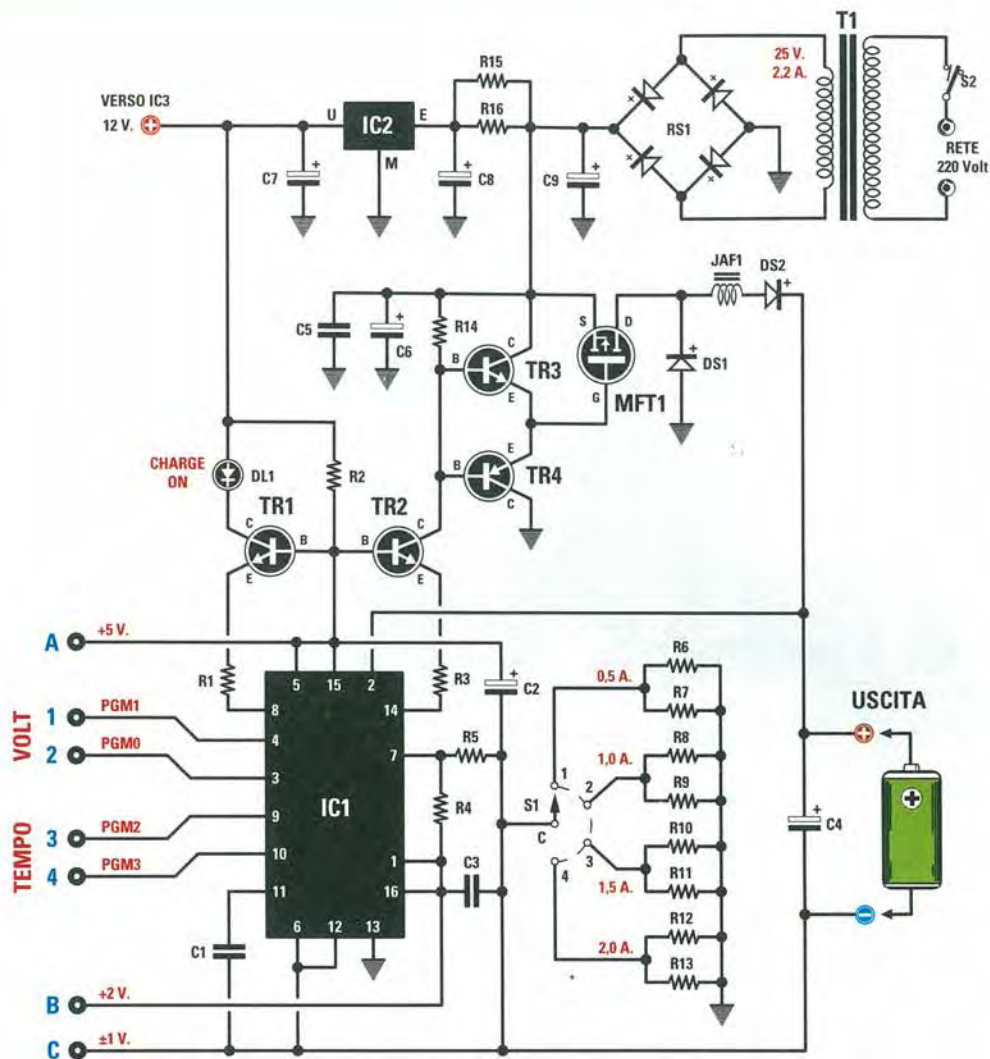 T1
25 V.
2,2 A.
S2
RETE
220 Volt
RS1
R15
R16
VERSO IC3
12 V.
U
IC2
E
M
C7
+
C8
+
C9
+
JAF1
DS2
+
S
D
C5
C6
+
R14
B
C
TR3
E
G
MFT1
DS1
+
E
TR4
B
C
CHARGE
ON
DL1
R2
TR1
TR2
C
B
E
B
C
E
A
+5 V.
R1
5
15
2
R3
C2
+
8
14
VOLT
1
PGM1
4
2
PGM0
3
7
R5
IC1
R4
TEMPO
3
PGM2
9
4
PGM3
10
1
16
C3
11
C1
6
12
13
B
+2 V.
C
±1 V.
0,5 A.
R6
R7
1,0 A.
R8
R9
S1
C
1
2
3
4
1,5 A.
R10
R11
2,0 A.
R12
R13
USCITA
+
+
C4
+
−